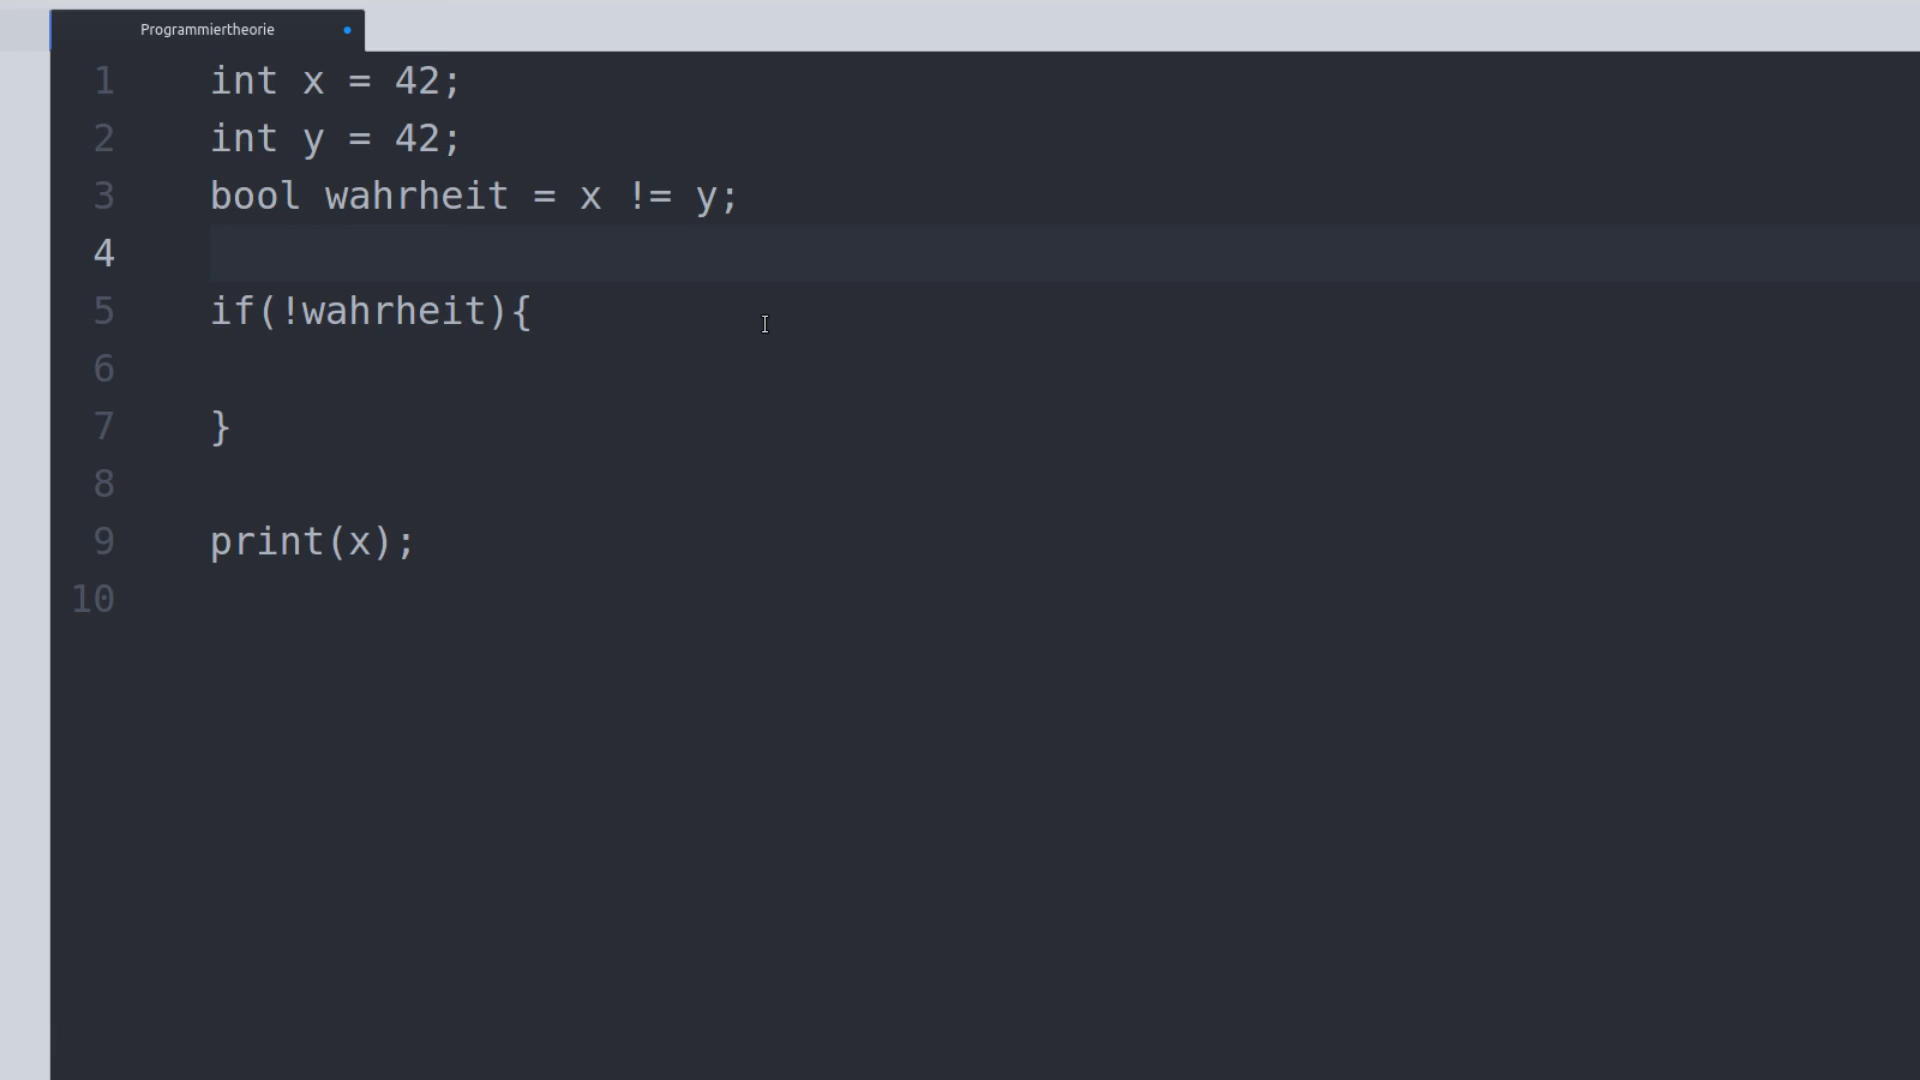 Programmiertheorie
1 int x = 42;
2 int y = 42;
3 bool wahrheit = x != y;
4
5 if(!wahrheit){
6
7 }
8
9 print(x);
10